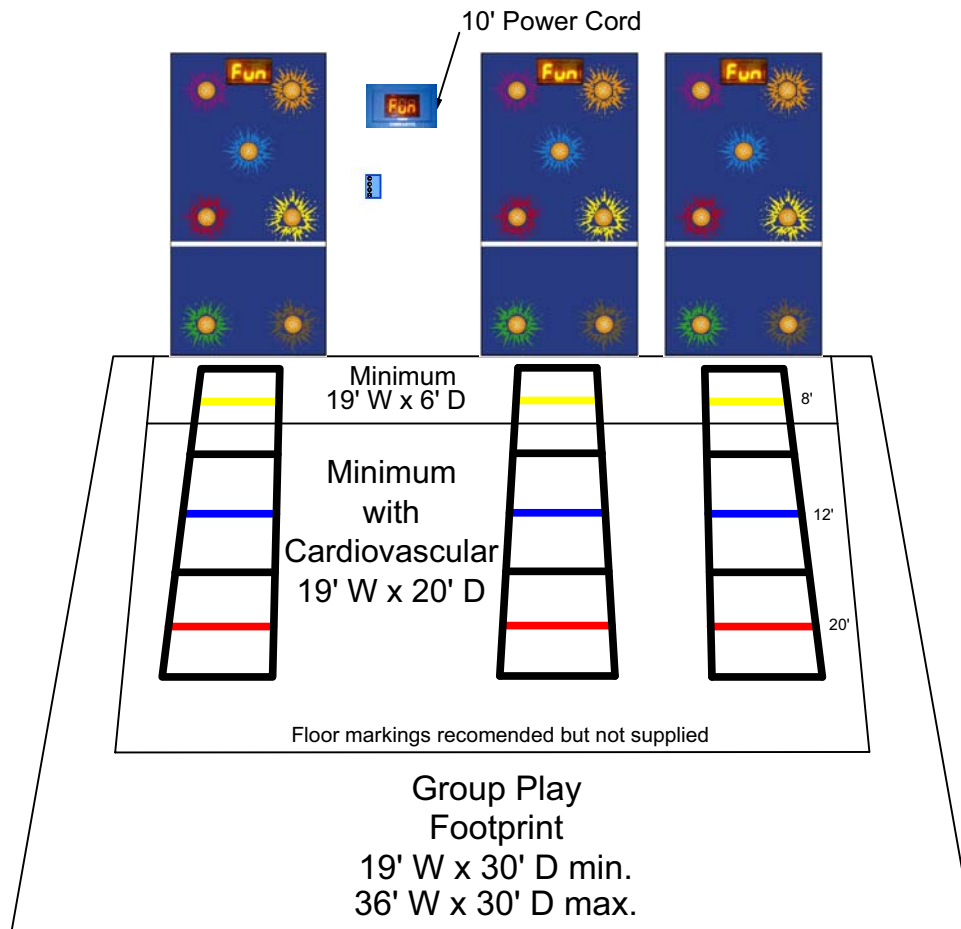 10' Power Cord
Fun
Fun
Fun
Fun
Minimum
19' W x 6' D
8'
Minimum
with
Cardiovascular
19' W x 20' D
12'
20'
Floor markings recomended but not supplied
Group Play
Footprint
19' W x 30' D min.
36' W x 30' D max.